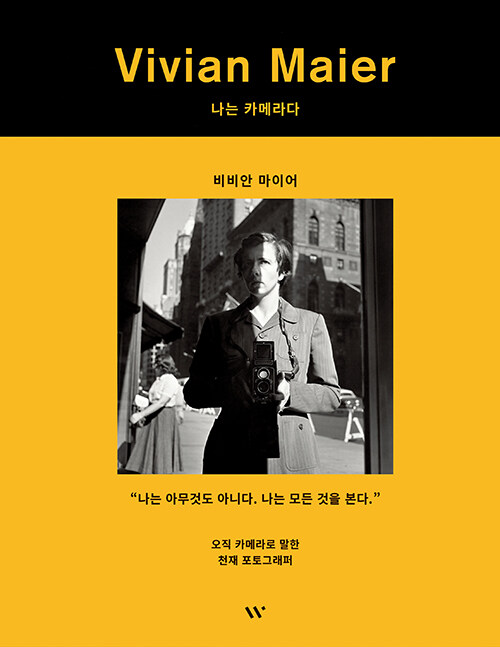 Vivian Maier
나는 카메라다
비비안 마이어
“나는 아무것도 아니다. 나는 모든 것을 본다.”
오직 카메라로 말한
천재 포토그래퍼
W